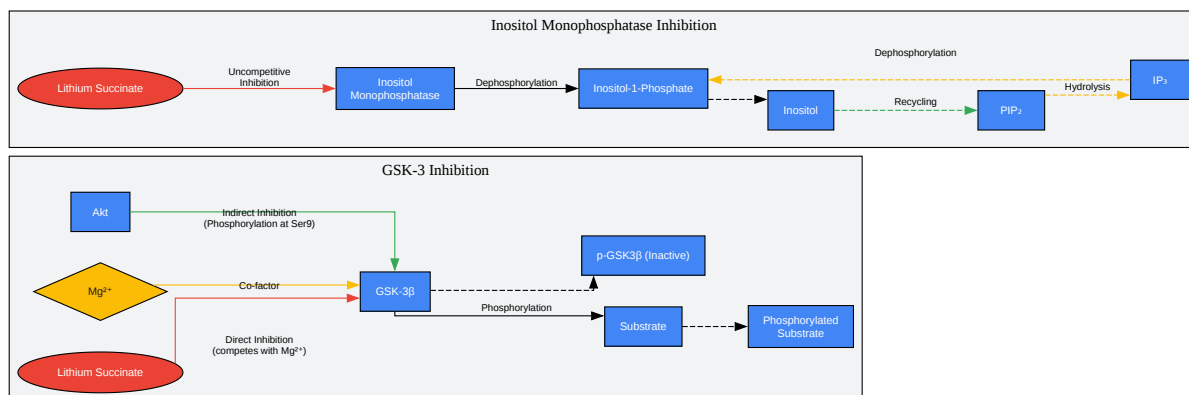 Inositol Monophosphatase Inhibition
Lithium Succinate
Uncompetitive
Inhibition
Inositol
Monophosphatase
Dephosphorylation
Inositol-1-Phosphate
Dephosphorylation
Inositol
Recycling
PIP₂
Hydrolysis
IP₃
GSK-3 Inhibition
Akt
Indirect Inhibition
(Phosphorylation at Ser9)
Mg²⁺
Co-factor
GSK-3β
p-GSK3β (Inactive)
Phosphorylation
Substrate
Phosphorylated
Substrate
Direct Inhibition
(competes with Mg²⁺)
Lithium Succinate